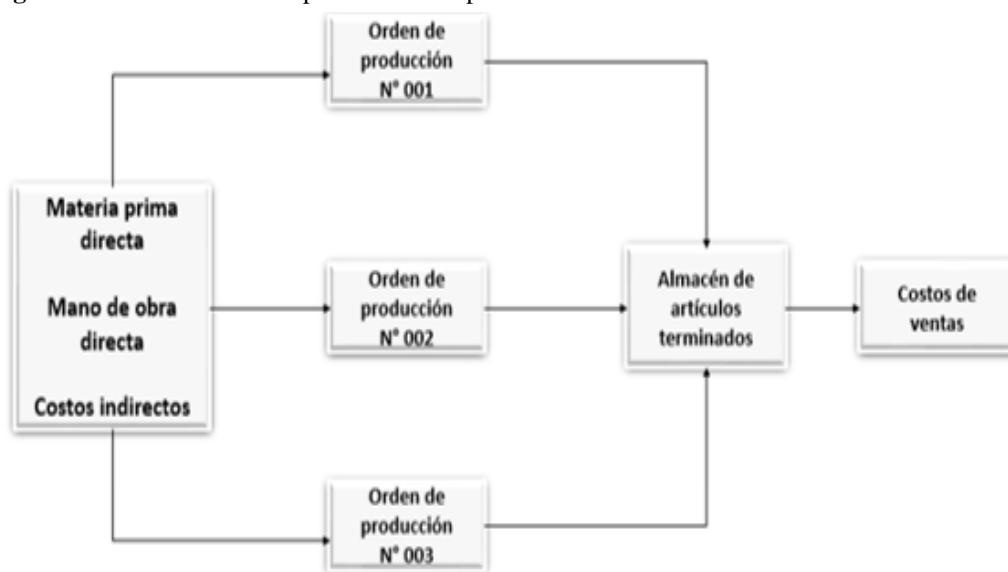 Orden de
producción
N° 001
Materia prima
directa
Mano de obra
directa
Costos indirectos
Orden de
producción
N° 002
Almacén de
artículos
terminados
Costos de
ventas
Orden de
producción
N° 003